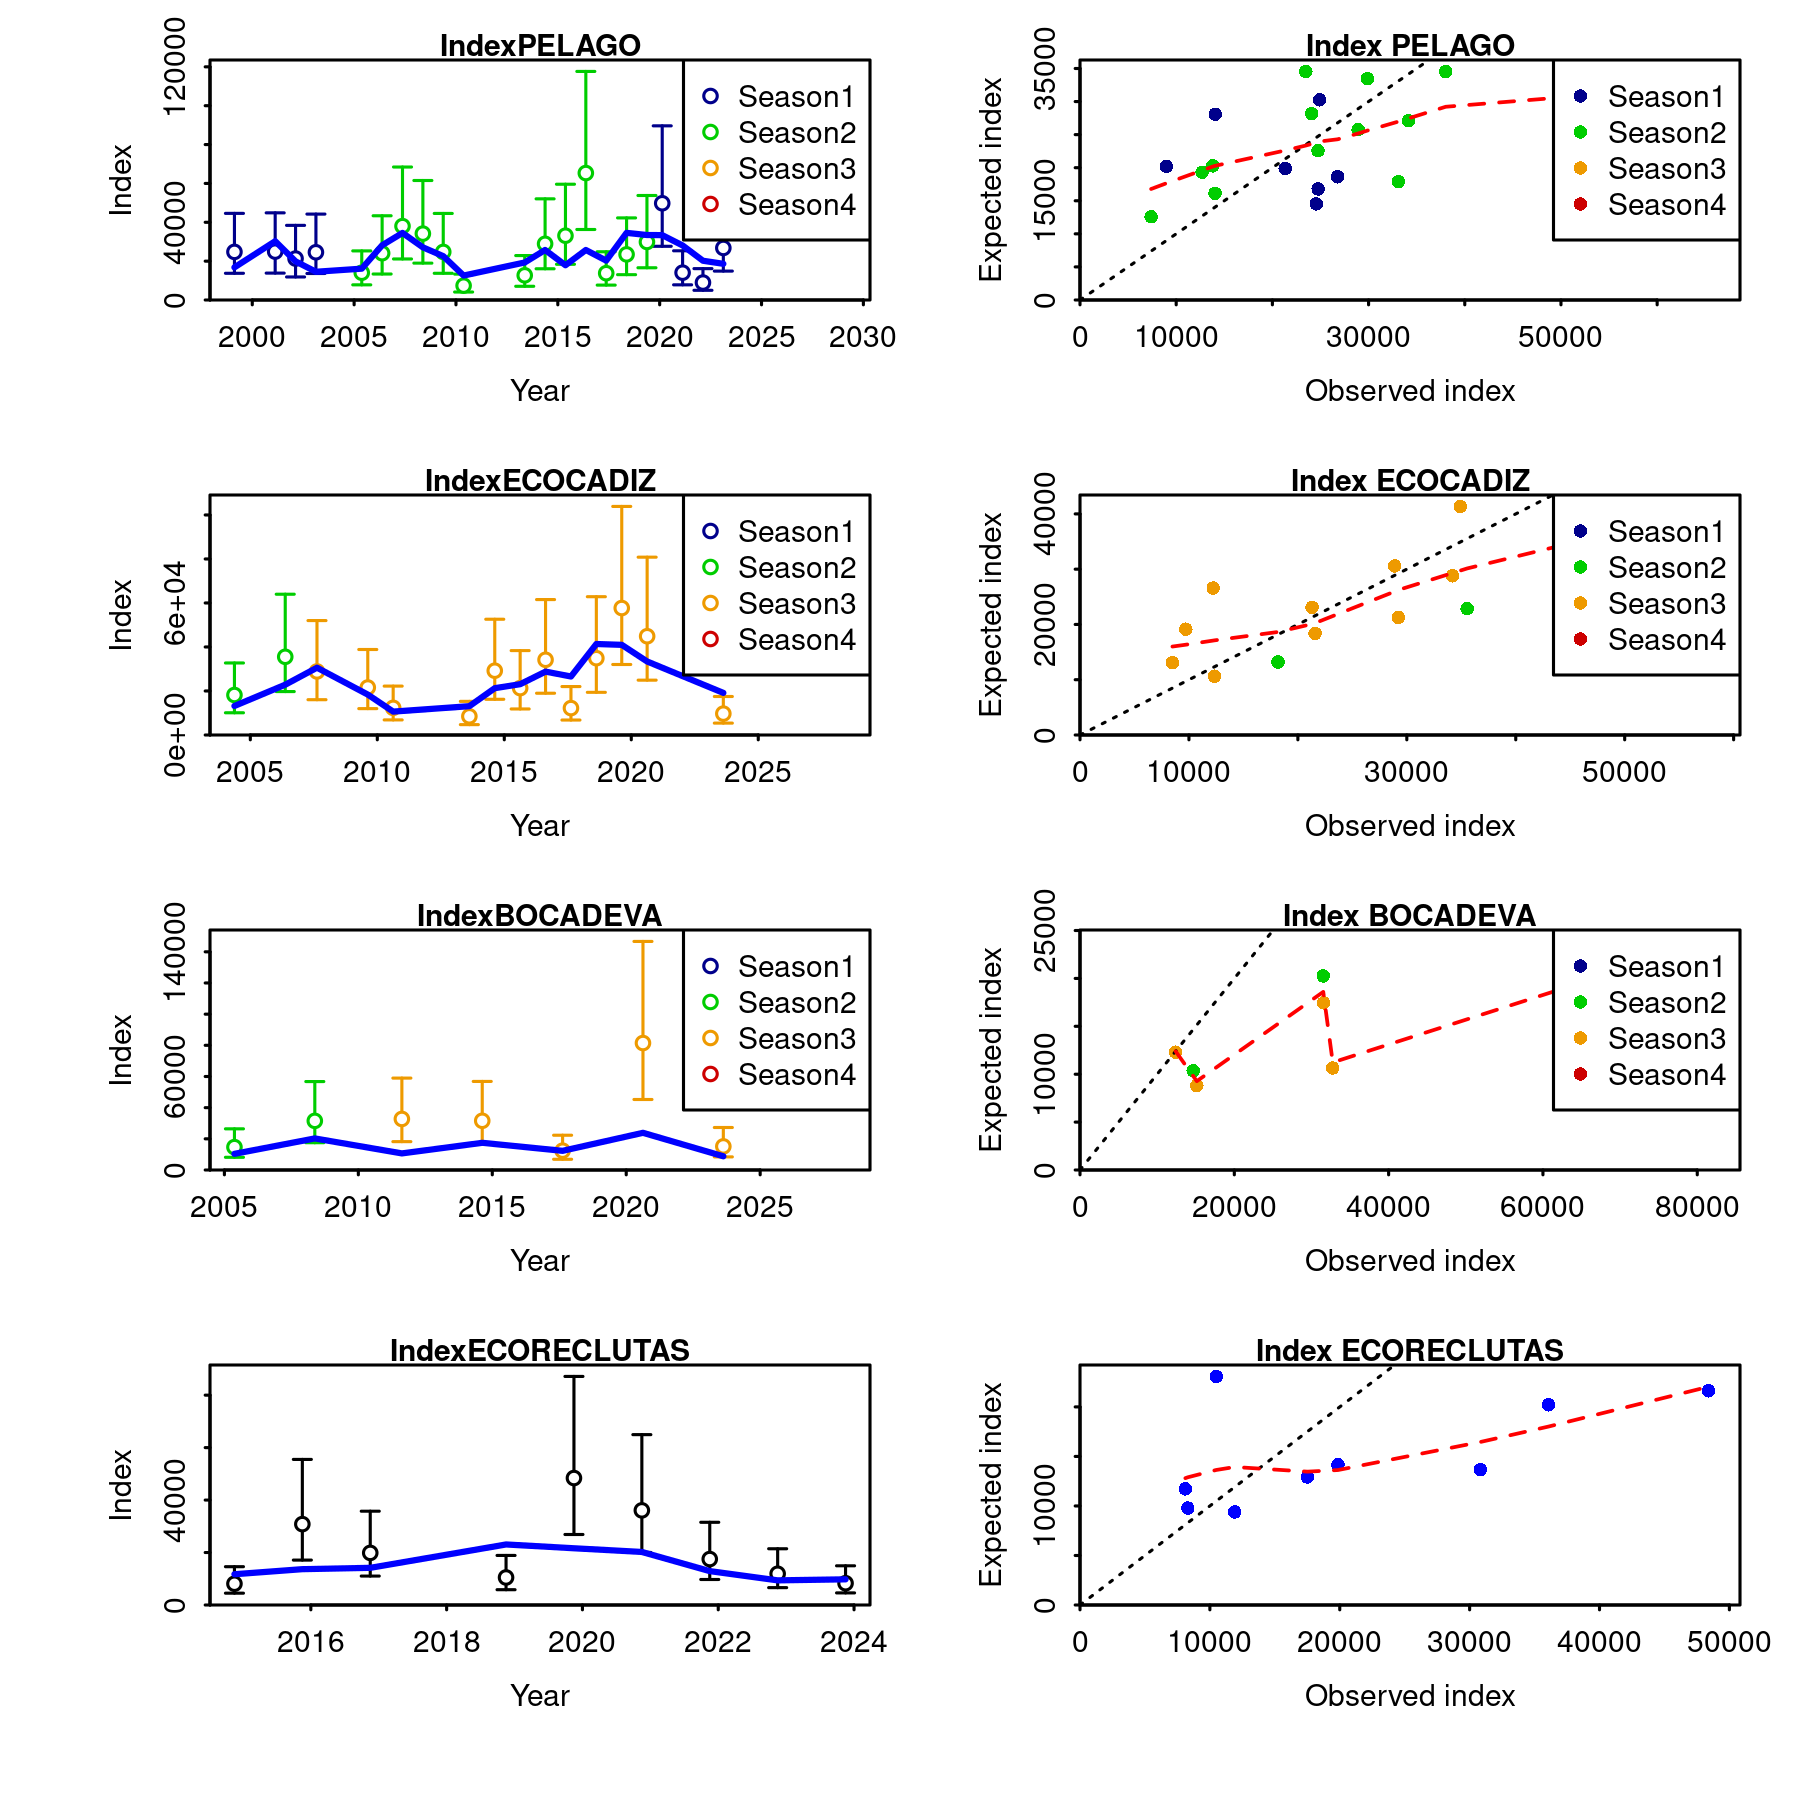 IndexPELAGO
Index
0
40000
120000
2000 2005 2010 2015 2020 2025 2030
Year
Season1
Season2
Season3
Season4
Index PELAGO
Expected index
0
15000
35000
0 10000 30000 50000
Observed index
Season1
Season2
Season3
Season4
IndexECOCADIZ
Index
0e+00
6e+04
2005 2010 2015 2020 2025
Year
Season1
Season2
Season3
Season4
Index ECOCADIZ
Expected index
0
20000
40000
0 10000 30000 50000
Observed index
Season1
Season2
Season3
Season4
IndexBOCADEVA
Index
0
60000
140000
2005 2010 2015 2020 2025
Year
Season1
Season2
Season3
Season4
Index BOCADEVA
Expected index
0
10000
25000
0 20000 40000 60000 80000
Observed index
Season1
Season2
Season3
Season4
IndexECORECLUTAS
Index
0
40000
2016 2018 2020 2022 2024
Year
Index ECORECLUTAS
Expected index
0
10000
0 10000 20000 30000 40000 50000
Observed index